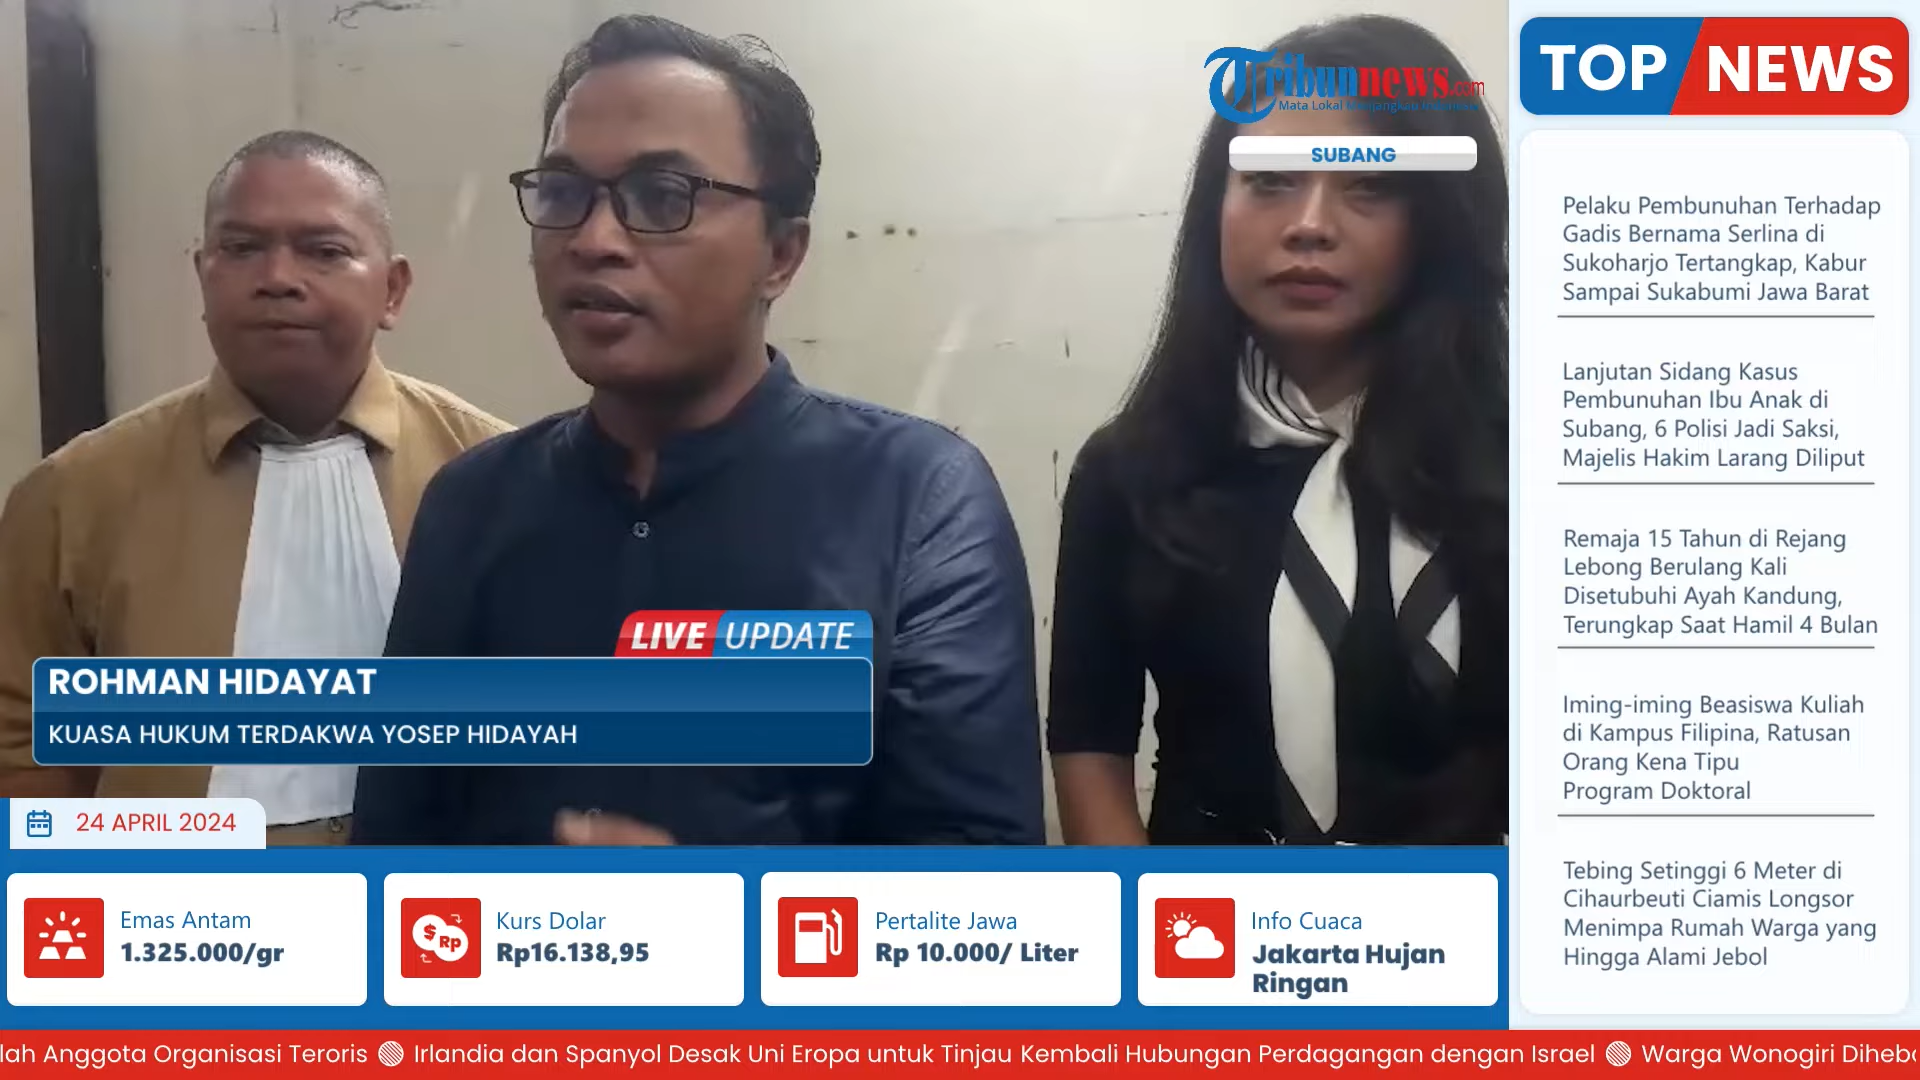 Tribunnews.com
Mata Lokal Menjangkau Indonesia
SUBANG
LIVE UPDATE
ROHMAN HIDAYAT
KUASA HUKUM TERDAKWA YOSEP HIDAYAH
24 APRIL 2024
Emas Antam
1.325.000/gr
$ Rp
Kurs Dolar
Rp16.138,95
Pertalite Jawa
Rp 10.000/ Liter
Info Cuaca
Jakarta Hujan
Ringan
TOP NEWS
Pelaku Pembunuhan Terhadap
Gadis Bernama Serlina di
Sukoharjo Tertangkap, Kabur
Sampai Sukabumi Jawa Barat
Lanjutan Sidang Kasus
Pembunuhan Ibu Anak di
Subang, 6 Polisi Jadi Saksi,
Majelis Hakim Larang Diliput
Remaja 15 Tahun di Rejang
Lebong Berulang Kali
Disetubuhi Ayah Kandung,
Terungkap Saat Hamil 4 Bulan
Iming-iming Beasiswa Kuliah
di Kampus Filipina, Ratusan
Orang Kena Tipu
Program Doktoral
Tebing Setinggi 6 Meter di
Cihaurbeuti Ciamis Longsor
Menimpa Rumah Warga yang
Hingga Alami Jebol
lah Anggota Organisasi Teroris Irlandia dan Spanyol Desak Uni Eropa untuk Tinjau Kembali Hubungan Perdagangan dengan Israel Warga Wonogiri